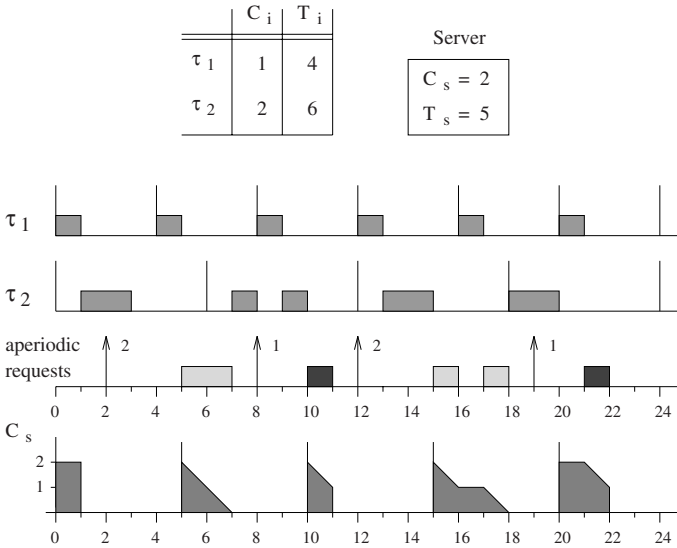 C i T i
τ 1 1 4
τ 2 2 6
Server
C s = 2
T s = 5
τ 1
τ 2
aperiodic
requests
2 1 2 1
0 2 4 6 8 10 12 14 16 18 20 22 24
C s
2
1
0 2 4 6 8 10 12 14 16 18 20 22 24